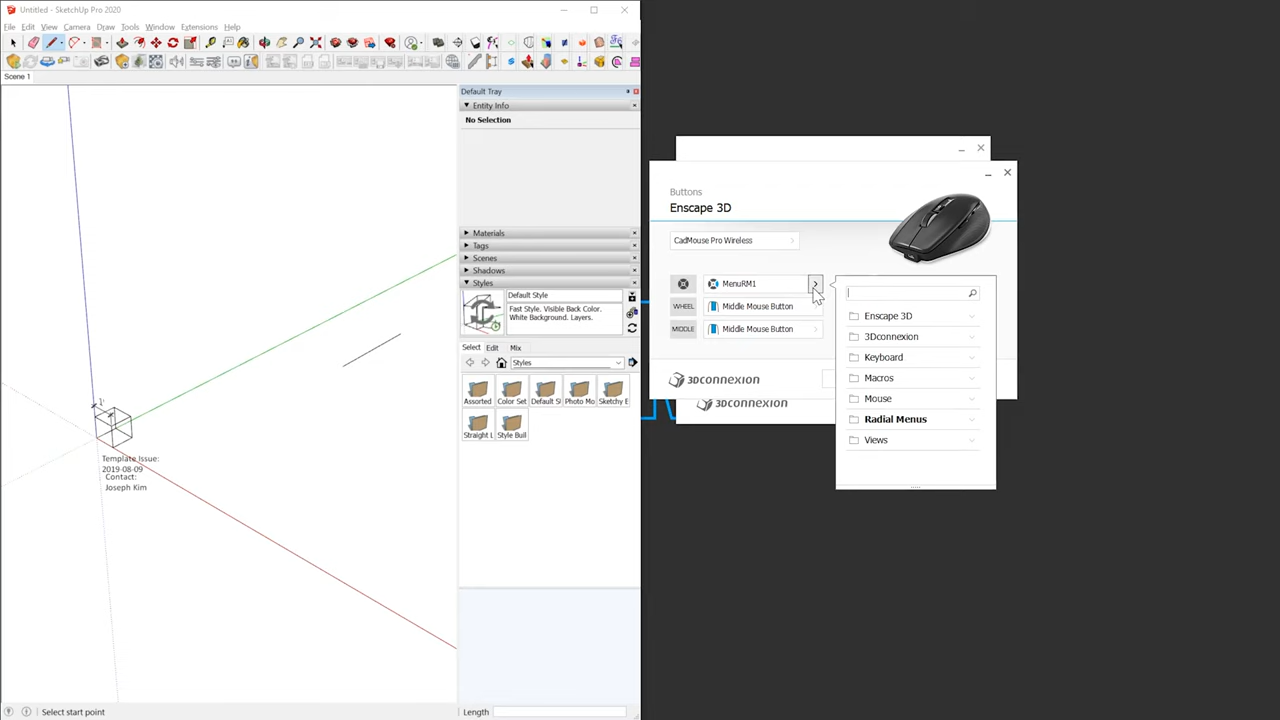 Untitled - SketchUp Pro 2020
File Edit View Camera Draw Tools Window Extensions Help
Scene 1
Default Tray
Entity Info
No Selection
Materials
Tags
Scenes
Shadows
Styles
Default Style
Fast Style. Visible Back Color.
White Background. Layers.
Select Edit Mix
Styles
Assorted Color Set Default S Photo Mo Sketchy E
Straight L Style Buil
1'
Template Issue:
2019-08-09
Contact:
Joseph Kim
Select start point
Length
Buttons
Enscape 3D
CadMouse Pro Wireless
MenuRM1
WHEEL Middle Mouse Button
MIDDLE Middle Mouse Button
3Dconnexion
3Dconnexion
Enscape 3D
3Dconnexion
Keyboard
Macros
Mouse
Radial Menus
Views